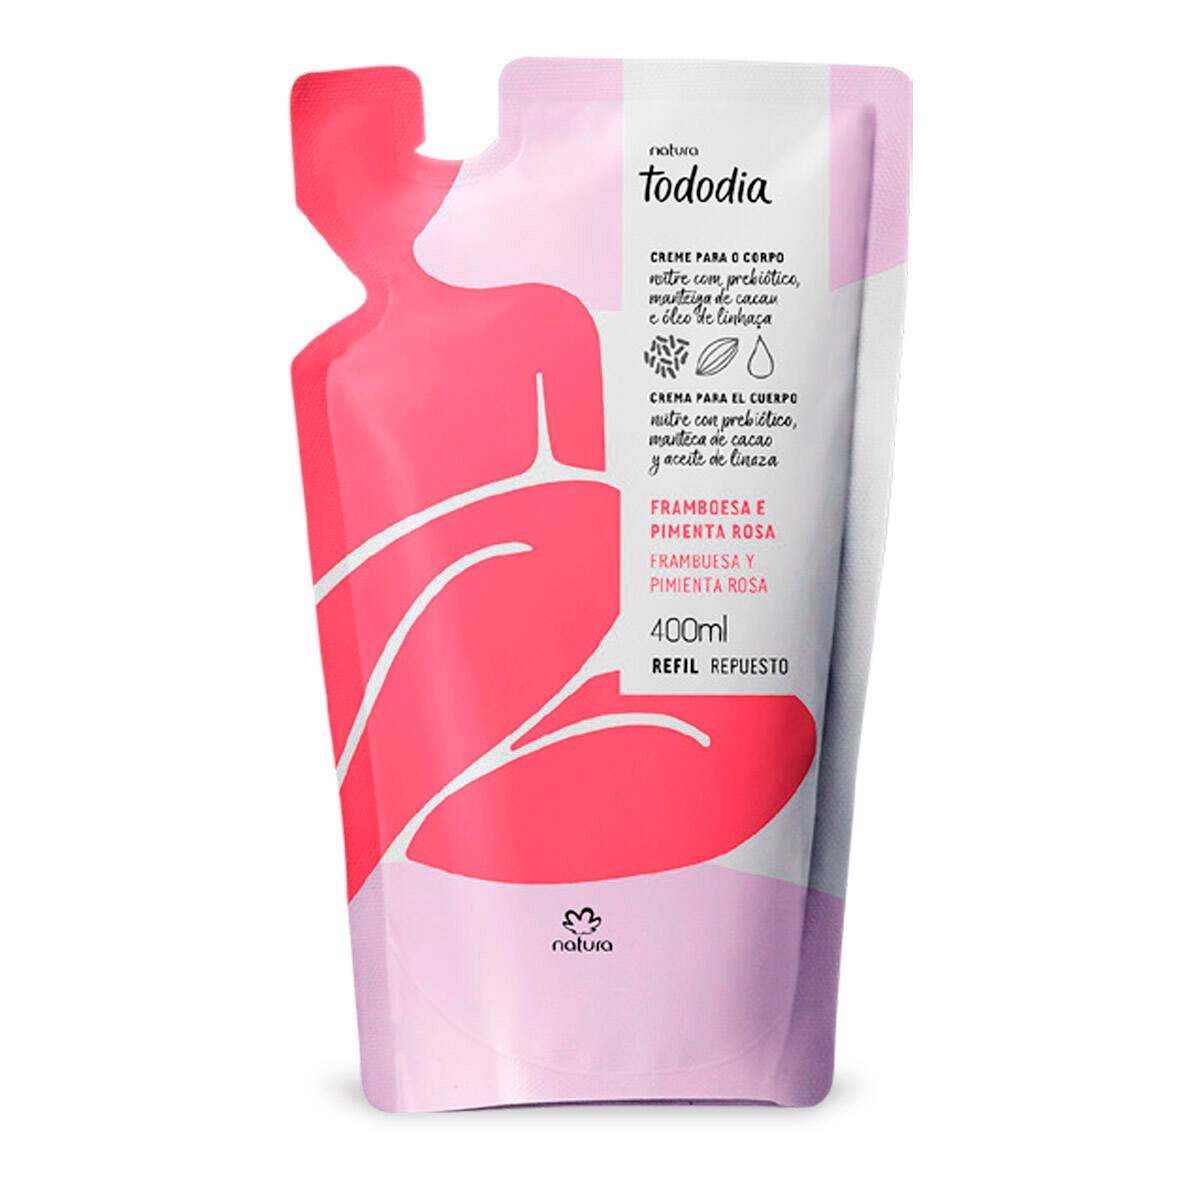 natura
tododia
CREME PARA O CORPO
nutre com prebiótico,
manteiga de cacau
e óleo de linhaça
CREMA PARA EL CUERPO
nutre con prebiótico,
manteca de cacao
y aceite de linaza
FRAMBOESA E
PIMENTA ROSA
FRAMBUESA Y
PIMIENTA ROSA
400ml
REFIL REPUESTO
natura